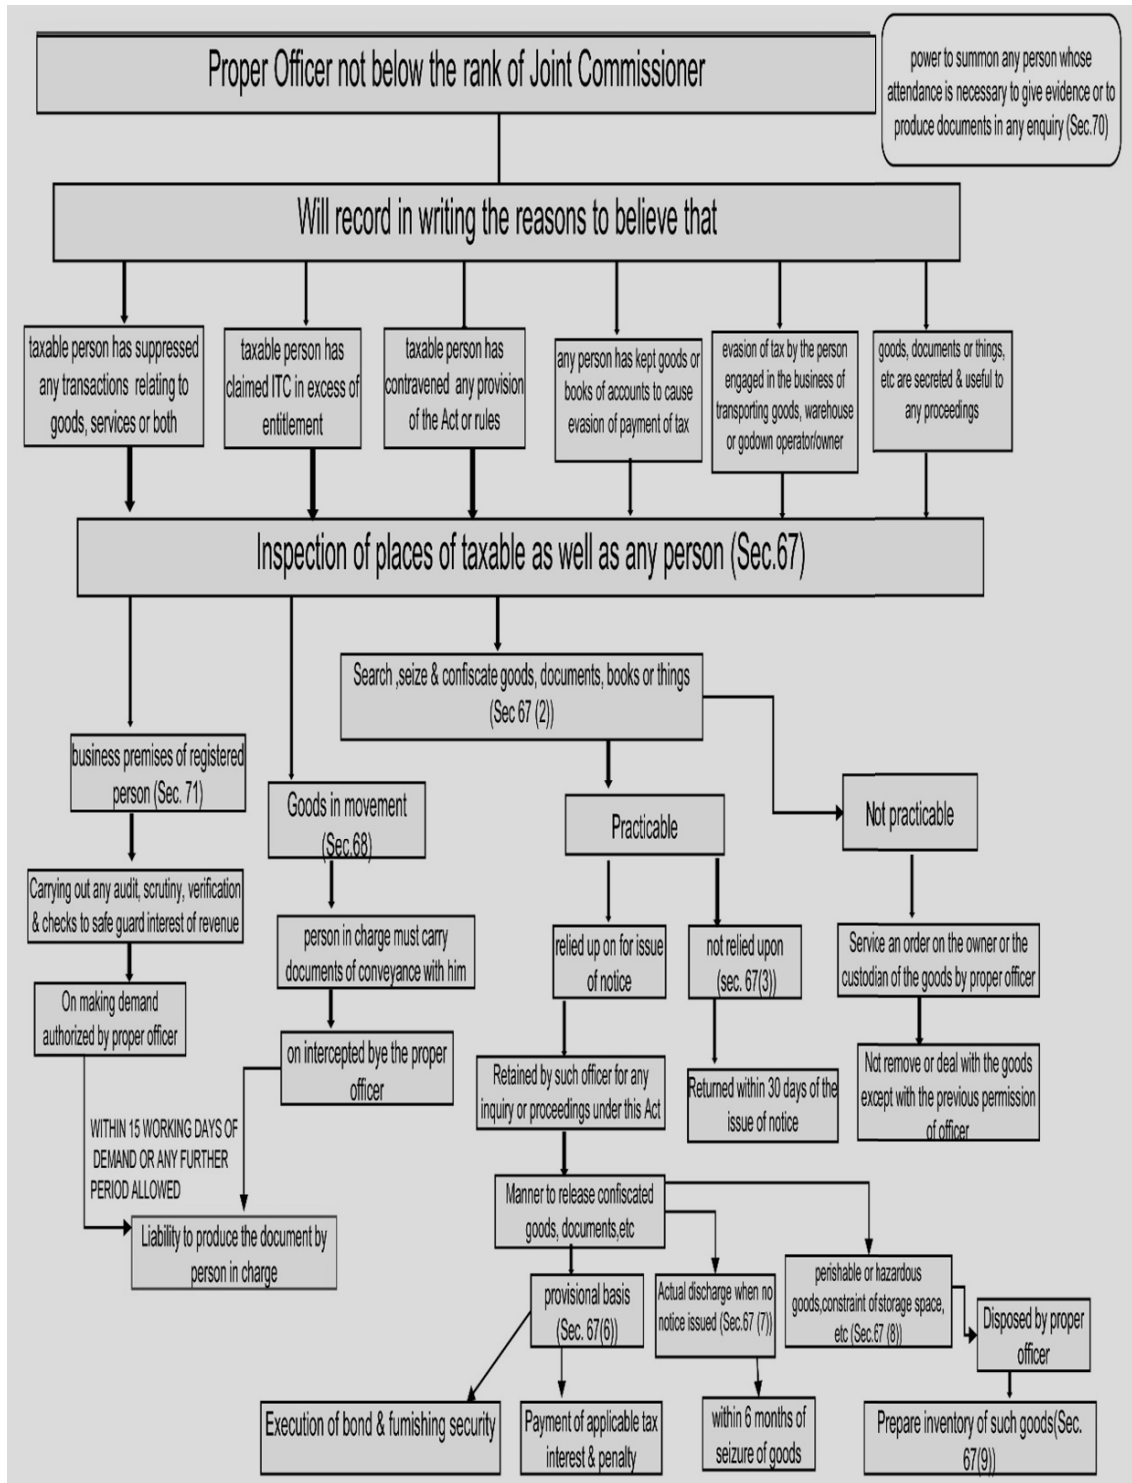 Proper Officer not below the rank of Joint Commissioner
power to summon any person whose
attendance is necessary to give evidence or to
produce documents in any enquiry (Sec.70)
Will record in writing the reasons to believe that
taxable person has suppressed
any transactions relating to
goods, services or both
taxable person has
claimed ITC in excess of
entitlement
taxable person has
contravened any provision
of the Act or rules
any person has kept goods or
books of accounts to cause
evasion of payment of tax
evasion of tax by the person
engaged in the business of
transporting goods, warehouse
or godown operator/owner
goods, documents or things,
etc are secreted & useful to
any proceedings
Inspection of places of taxable as well as any person (Sec.67)
Search ,seize & confiscate goods, documents, books or things
(Sec 67 (2))
business premises of registered
person (Sec. 71)
Goods in movement
(Sec.68)
Practicable
Not practicable
Carrying out any audit, scrutiny, verification
& checks to safe guard interest of revenue
person in charge must carry
documents of conveyance with him
relied up on for issue
of notice
not relied upon
(sec. 67(3))
Service an order on the owner or the
custodian of the goods by proper officer
On making demand
authorized by proper officer
on intercepted bye the proper
officer
Retained by such officer for any
inquiry or proceedings under this Act
Returned within 30 days of the
issue of notice
Not remove or deal with the goods
except with the previous permission
of officer
WITHIN 15 WORKING DAYS OF
DEMAND OR ANY FURTHER
PERIOD ALLOWED
Liability to produce the document by
person in charge
Manner to release confiscated
goods, documents,etc
provisional basis
(Sec. 67(6))
Actual discharge when no
notice issued (Sec.67 (7))
perishable or hazardous
goods,constraint of storage space,
etc (Sec.67 (8))
Disposed by proper
officer
Execution of bond & furnishing security
Payment of applicable tax
interest & penalty
within 6 months of
seizure of goods
Prepare inventory of such goods(Sec.
67(9))